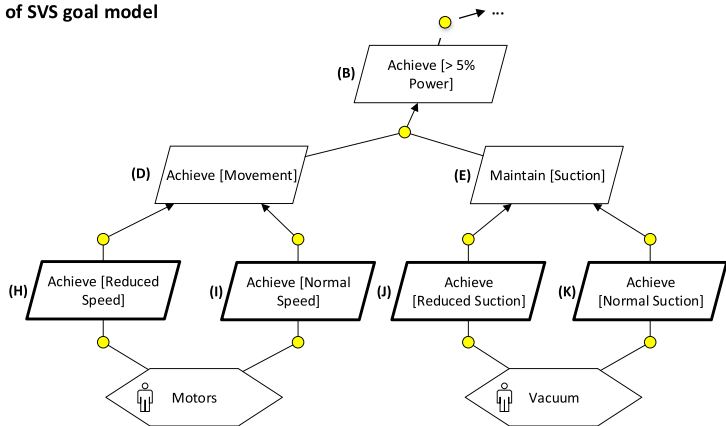 of SVS goal model
...
(B)
Achieve [> 5%
Power]
(D)
Achieve [Movement]
(E)
Maintain [Suction]
(H)
Achieve [Reduced
Speed]
(I)
Achieve [Normal
Speed]
(J)
Achieve
[Reduced Suction]
(K)
Achieve
[Normal Suction]
Motors
Vacuum